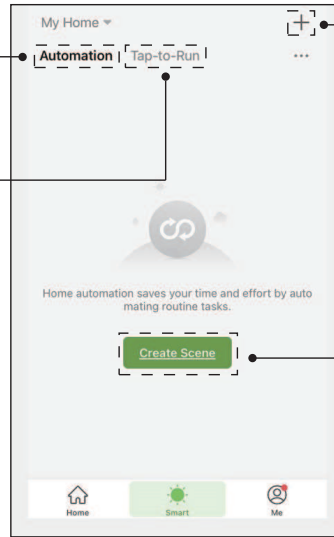 My Home
Automation Tap-to-Run
Home automation saves your time and effort by auto
mating routine tasks.
Create Scene
Home Smart Me